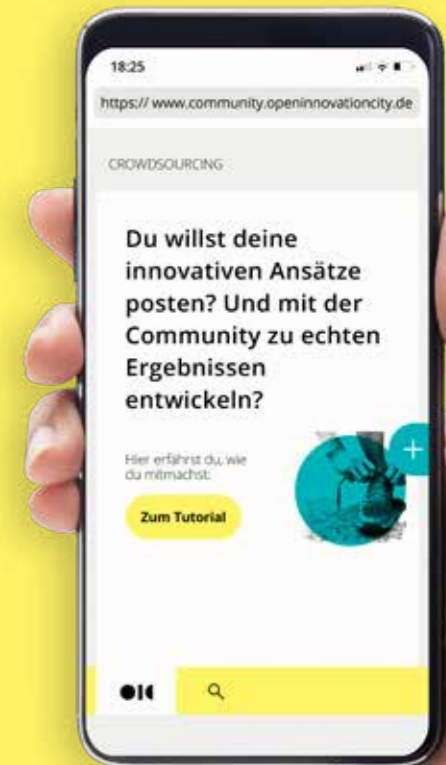 18:25
https:// www.community.openinnovationcity.de
CROWDSOURCING
Du willst deine
innovativen Ansätze
posten? Und mit der
Community zu echten
Ergebnissen
entwickeln?
Hier erfährst du, wie
du mitmachst:
Zum Tutorial